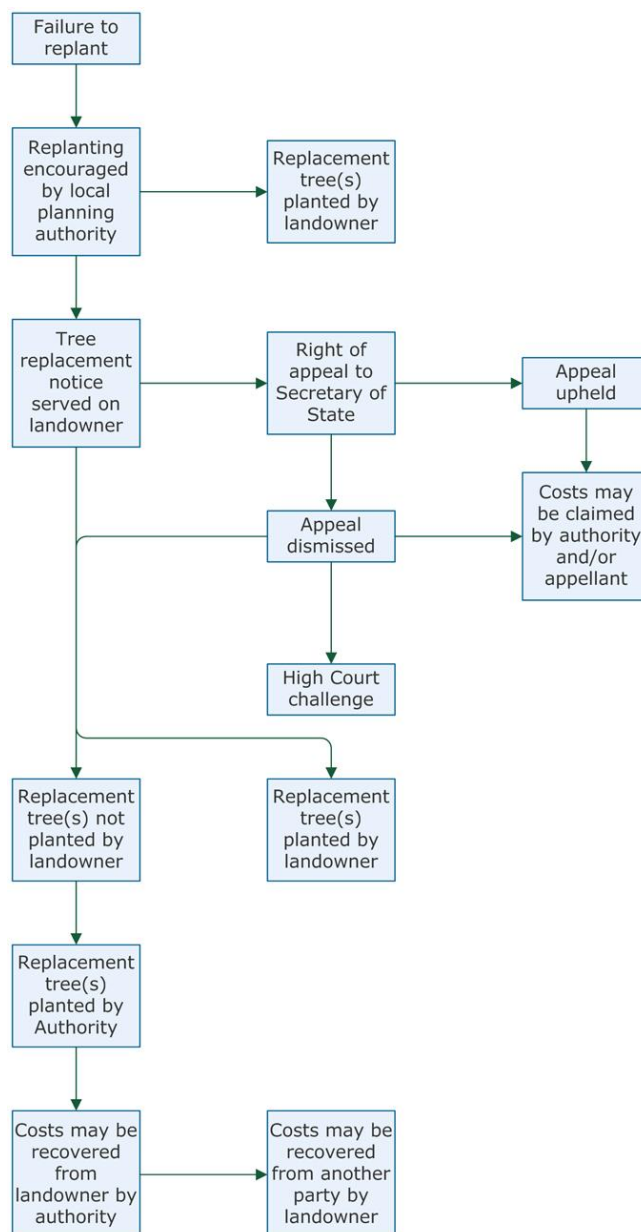 Failure to
replant
Replanting
encouraged
by local
planning
authority
Replacement
tree(s)
planted by
landowner
Tree
replacement
notice
served on
landowner
Right of
appeal to
Secretary of
State
Appeal
upheld
Appeal
dismissed
Costs may
be claimed
by authority
and/or
appellant
High Court
challenge
Replacement
tree(s) not
planted by
landowner
Replacement
tree(s)
planted by
landowner
Replacement
tree(s)
planted by
Authority
Costs may be
recovered
from
landowner by
authority
Costs may be
recovered
from another
party by
landowner